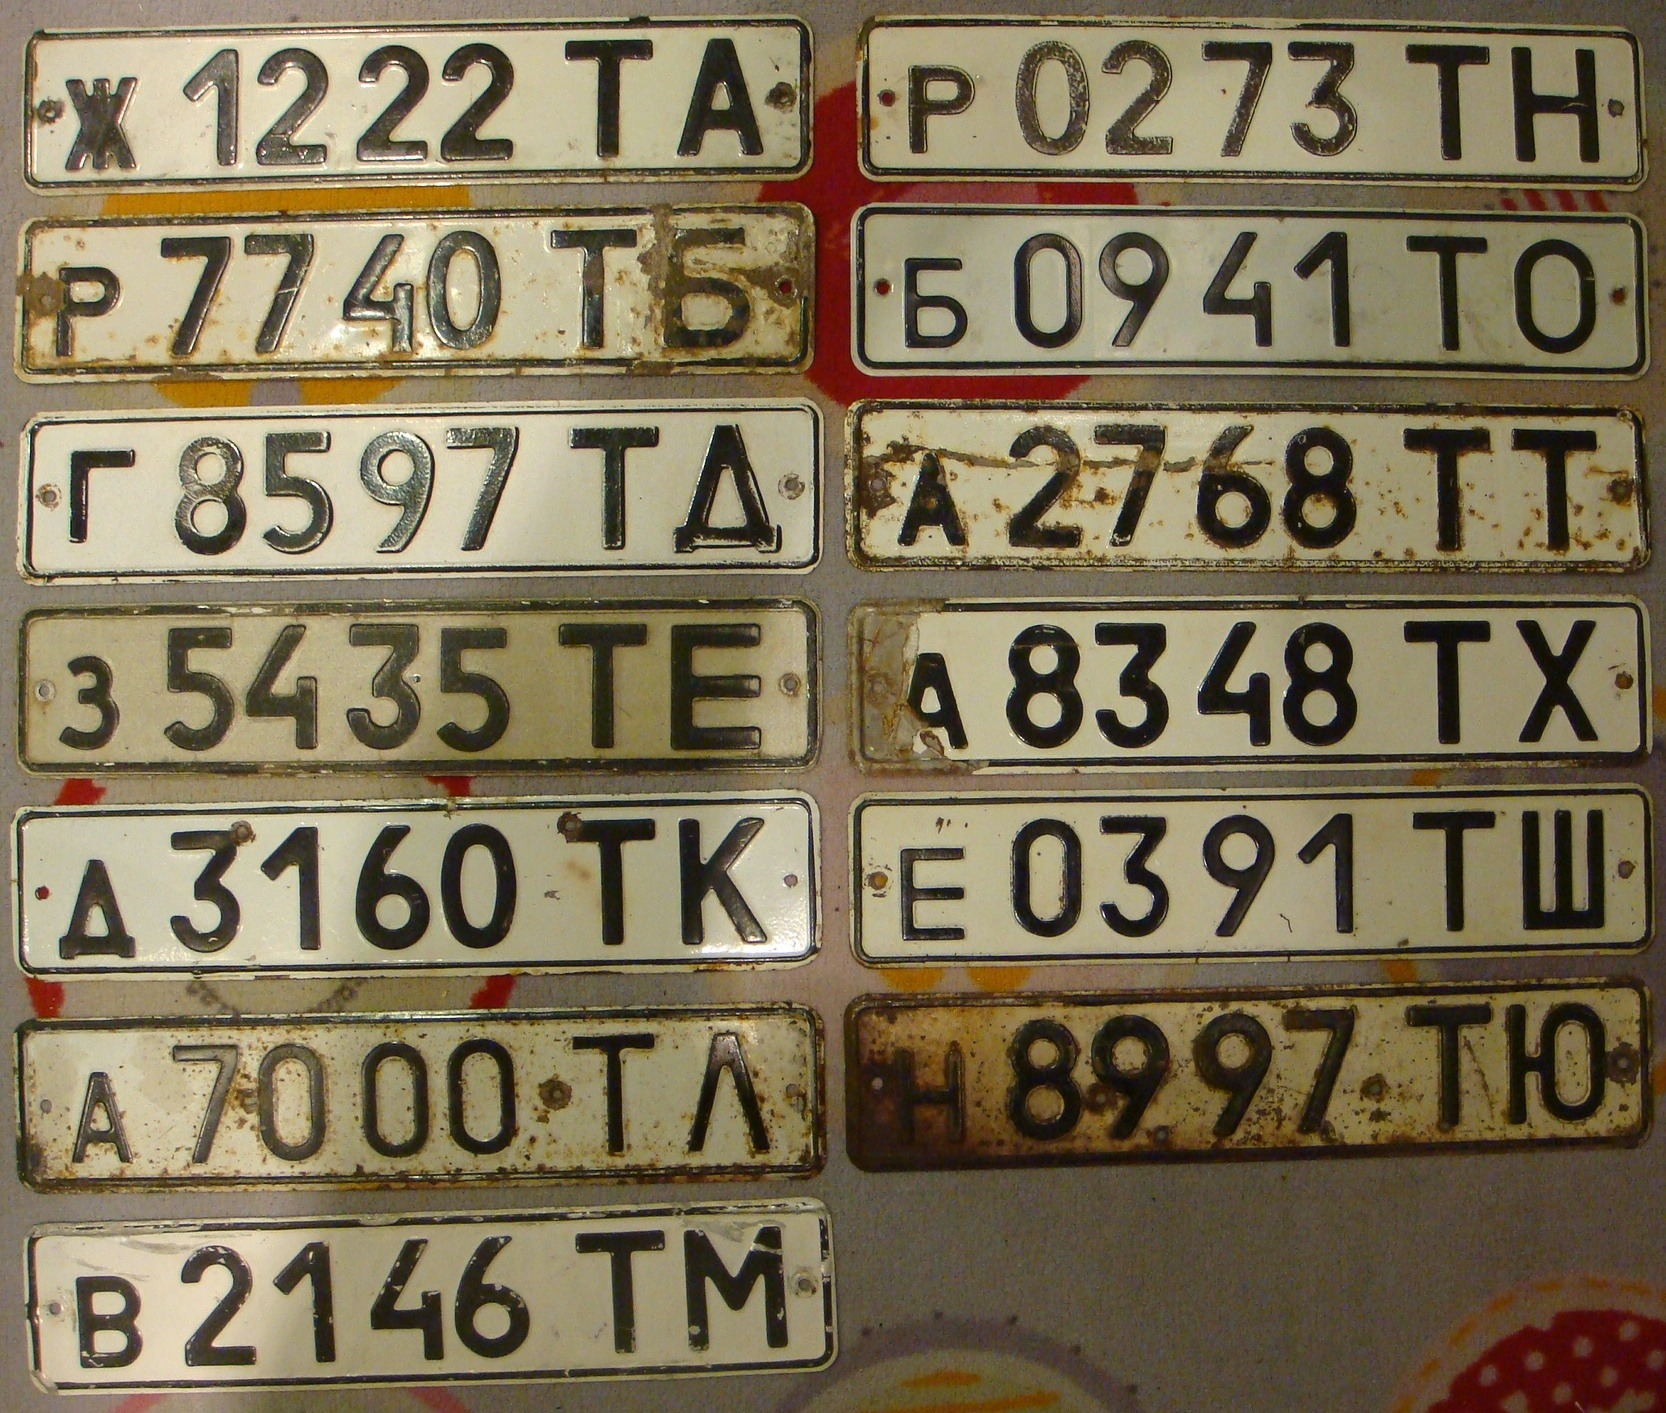 Ж 1222 ТА
Р 7740 ТБ
Г 8597 ТД
З 5435 ТЕ
Д 3160 ТК
А 7000 ТЛ
В 2146 ТМ
Р 0273 ТН
Б 0941 ТО
А 2768 ТТ
А 8348 ТХ
Е 0391 ТШ
Н 8997 ТЮ